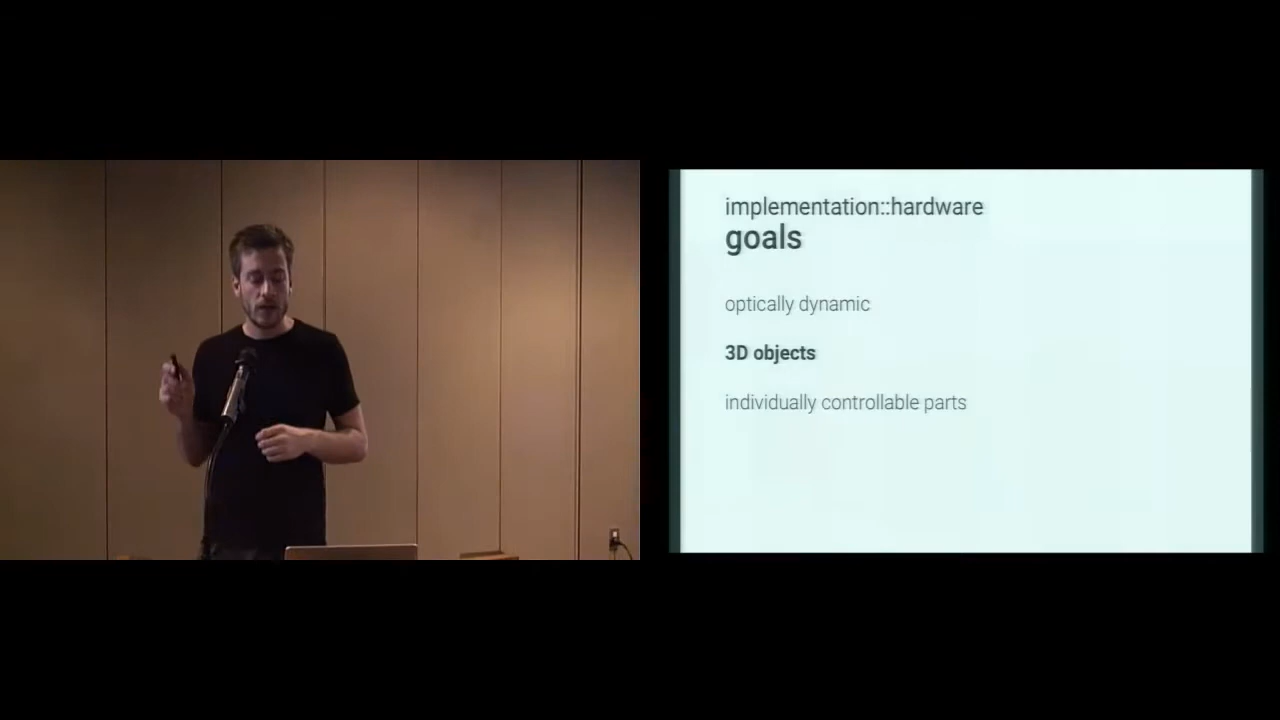 implementation::hardware
goals
optically dynamic
3D objects
individually controllable parts